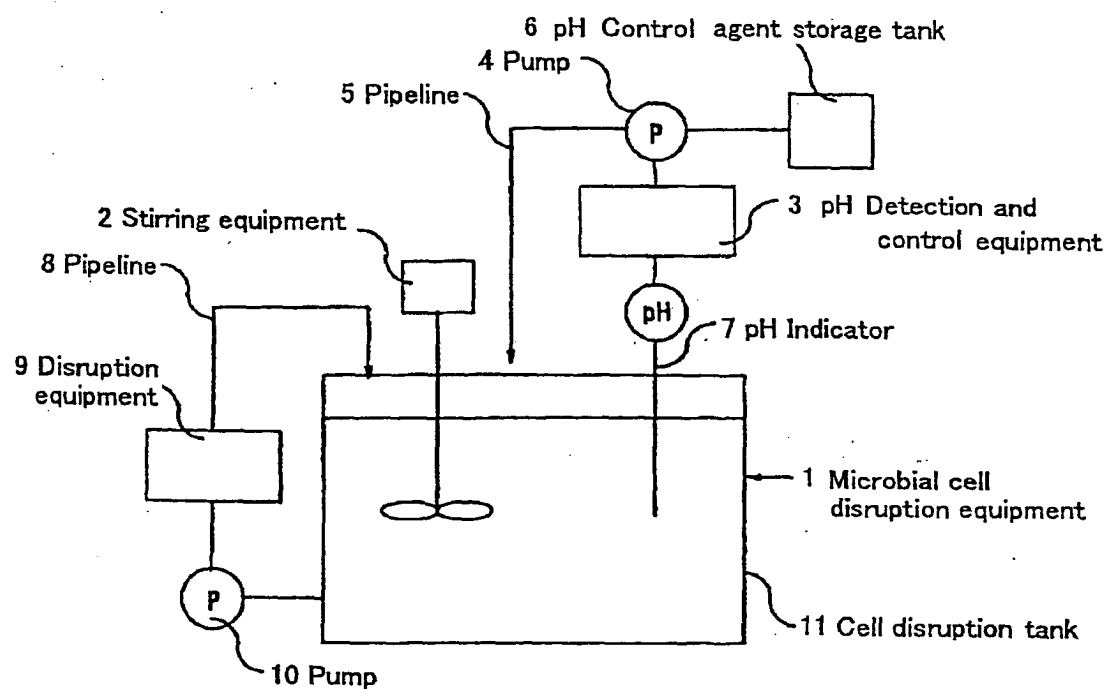 6 pH Control agent storage tank
4 Pump
5 Pipeline
P
2 Stirring equipment
3 pH Detection and
control equipment
8 Pipeline
pH
7 pH Indicator
9 Disruption
equipment
1 Microbial cell
disruption equipment
P
11 Cell disruption tank
10 Pump